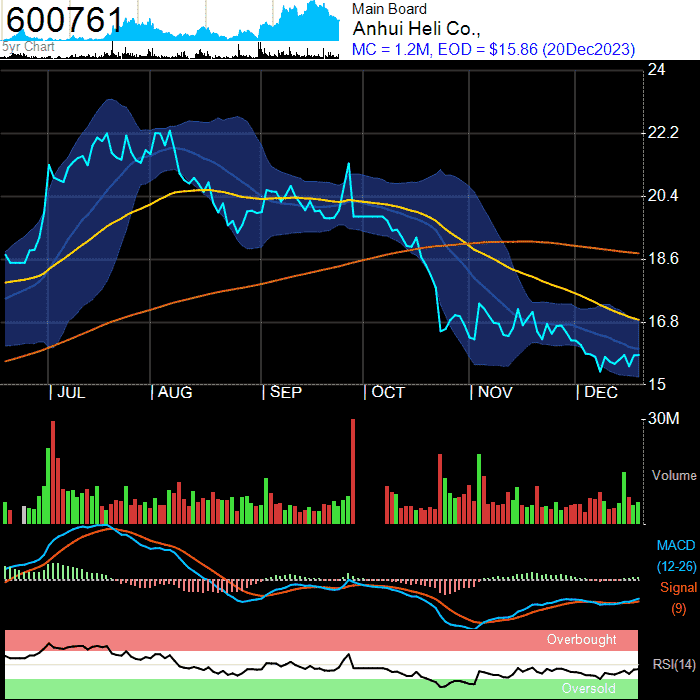 600761
5yr Chart
Main Board
Anhui Heli Co.,
MC = 1.2M, EOD = $15.86 (20Dec2023)
24
22.2
20.4
18.6
16.8
15
| JUL | AUG | SEP | OCT | NOV | DEC
30M
Volume
MACD
(12-26)
Signal
(9)
Overbought
RSI(14)
Oversold